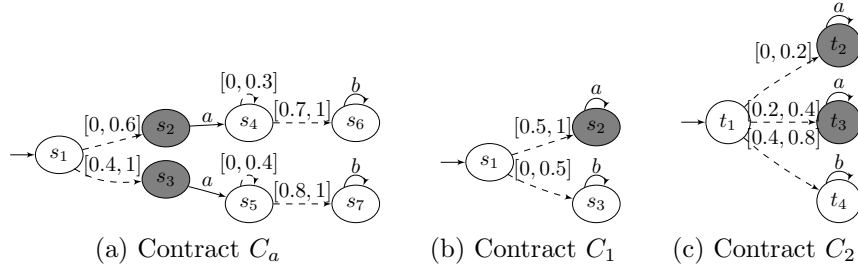 [0, 0.3]
b
[0, 0.6]
s2
a
s4
[0.7, 1]
s6
s1
[0.4, 1]
s3
a
[0, 0.4]
s5
[0.8, 1]
b
s7
(a) Contract Ca
a
[0.5, 1]
s2
s1
[0, 0.5]
b
s3
(b) Contract C1
a
[0, 0.2]
t2
a
t1
[0.2, 0.4]
t3
[0.4, 0.8]
b
t4
(c) Contract C2